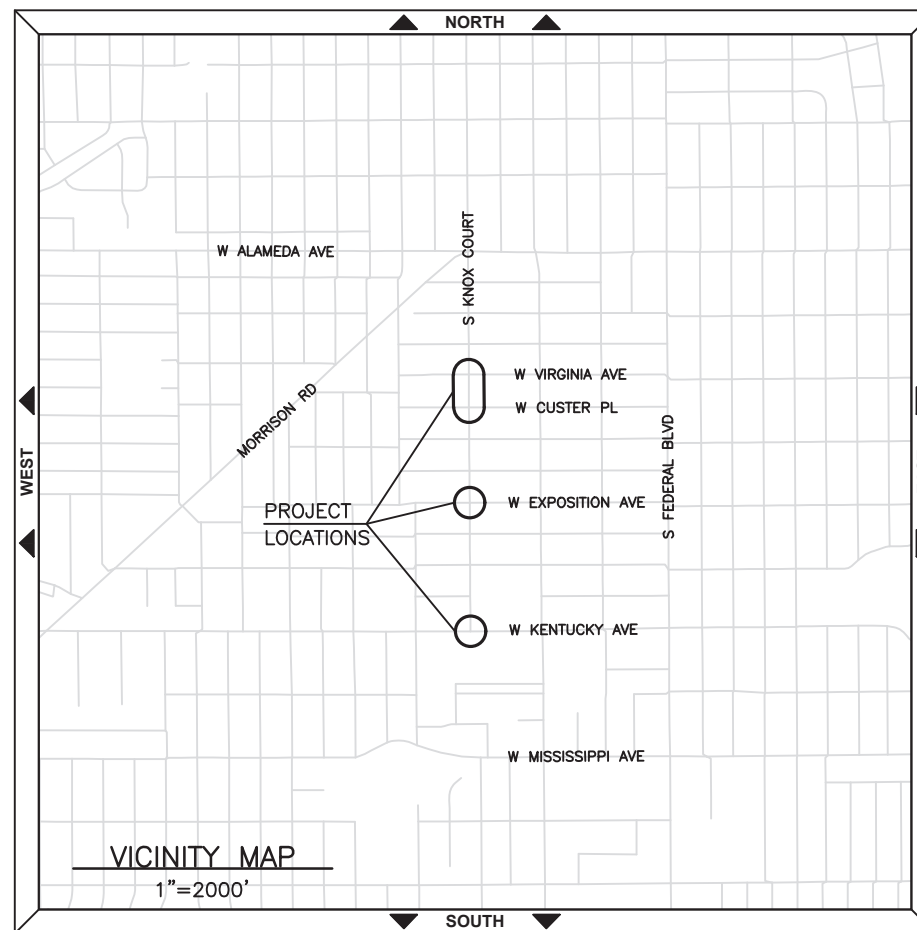 NORTH
W ALAMEDA AVE
S KNOX COURT
W VIRGINIA AVE
W CUSTER PL
MORRISON RD
S FEDERAL BLVD
WEST
PROJECT
LOCATIONS
W EXPOSITION AVE
W KENTUCKY AVE
W MISSISSIPPI AVE
VICINITY MAP
1"=2000'
SOUTH